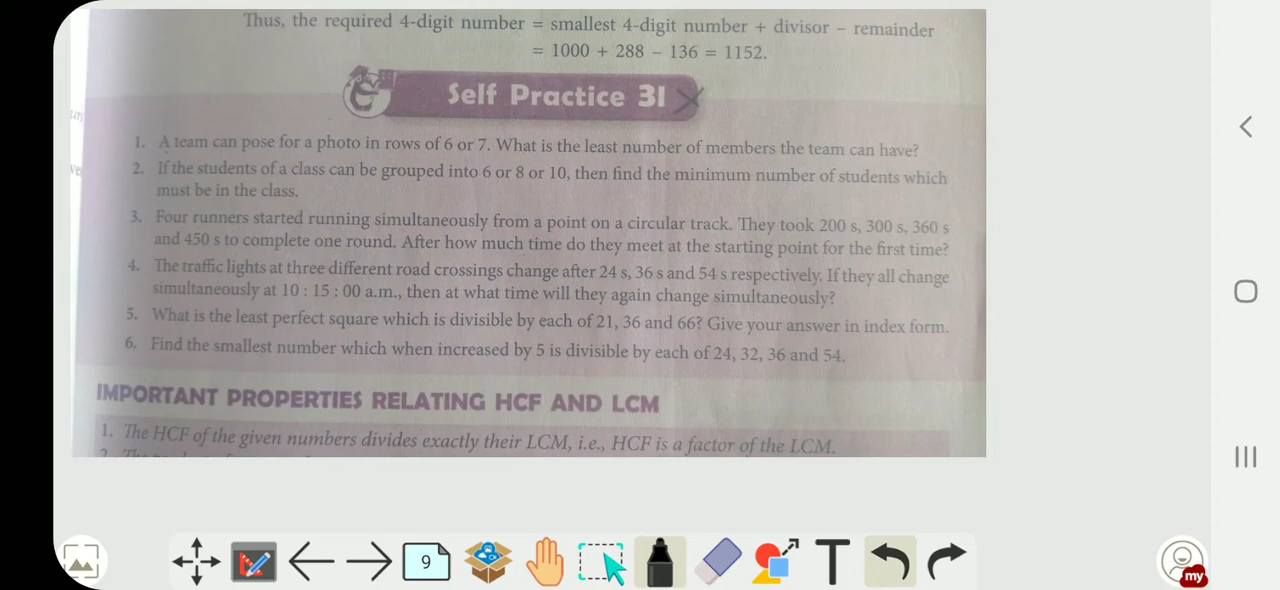 Thus, the required 4-digit number = smallest 4-digit number + divisor − remainder
= 1000 + 288 − 136 = 1152.
Self Practice 3I
1. A team can pose for a photo in rows of 6 or 7. What is the least number of members the team can have?
2. If the students of a class can be grouped into 6 or 8 or 10, then find the minimum number of students which
must be in the class.
3. Four runners started running simultaneously from a point on a circular track. They took 200 s, 300 s, 360 s
and 450 s to complete one round. After how much time do they meet at the starting point for the first time?
4. The traffic lights at three different road crossings change after 24 s, 36 s and 54 s respectively. If they all change
simultaneously at 10 : 15 : 00 a.m., then at what time will they again change simultaneously?
5. What is the least perfect square which is divisible by each of 21, 36 and 66? Give your answer in index form.
6. Find the smallest number which when increased by 5 is divisible by each of 24, 32, 36 and 54.
IMPORTANT PROPERTIES RELATING HCF AND LCM
1. The HCF of the given numbers divides exactly their LCM, i.e., HCF is a factor of the LCM.
9
T
my